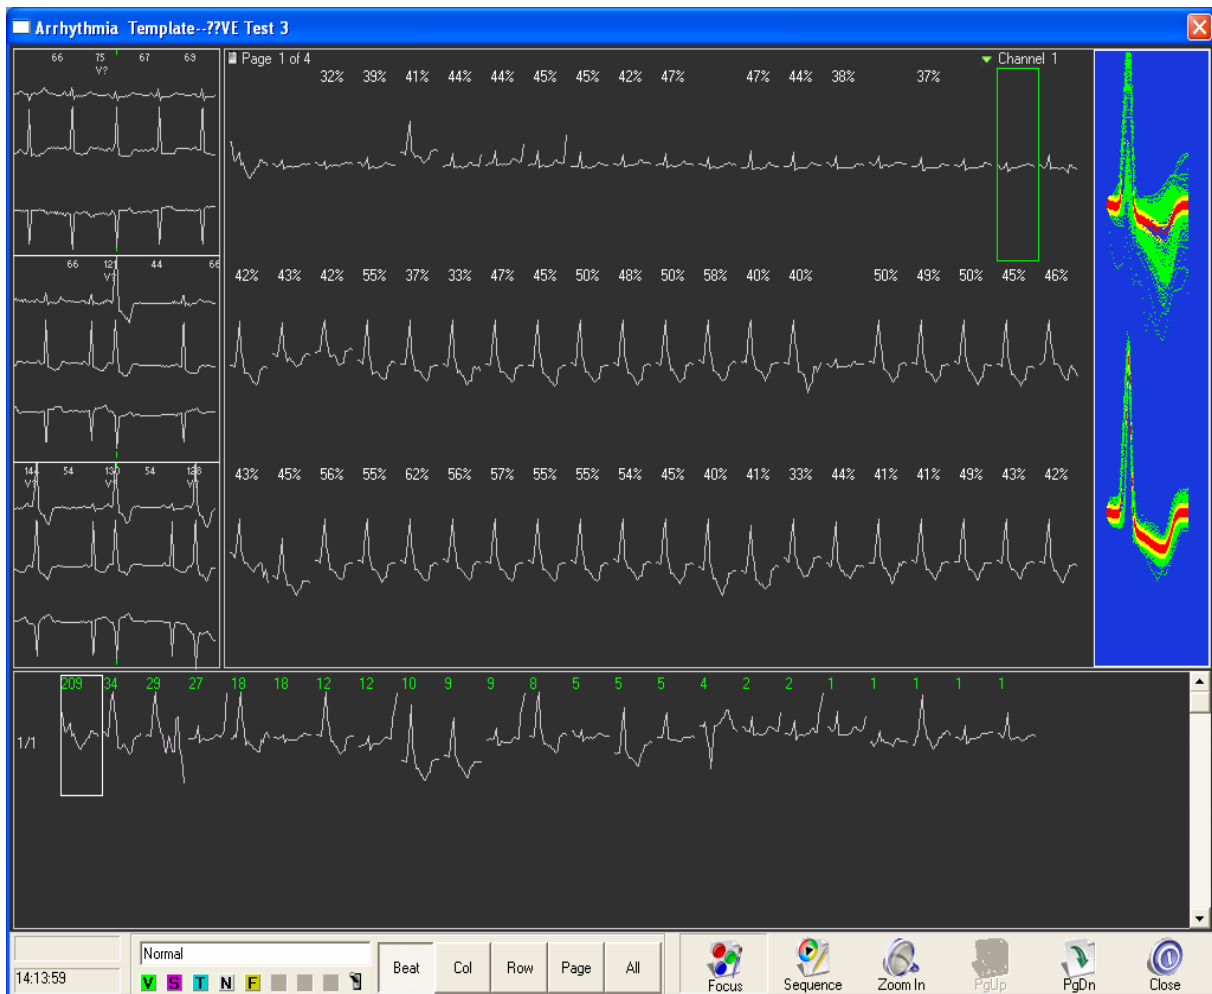 Arrhythmia Template--??VE Test 3
66 75 67 69
V?
Page 1 of 4
Channel 1
32% 39% 41% 44% 44% 45% 45% 42% 47% 47% 44% 38% 37%
66 121 44 66
V?
42% 43% 42% 55% 37% 33% 47% 45% 50% 48% 50% 58% 40% 40% 50% 49% 50% 45% 46%
144 54 130 54 128
V? V? V?
43% 45% 56% 55% 62% 56% 57% 55% 55% 54% 45% 40% 41% 33% 44% 41% 41% 49% 43% 42%
209 34 29 27 18 18 12 12 10 9 9 8 5 5 5 4 2 2 1 1 1 1 1
1/1
Normal
14:13:59
V S T N F
Beat Col Row Page All
Focus Sequence Zoom In PgUp PgDn Close